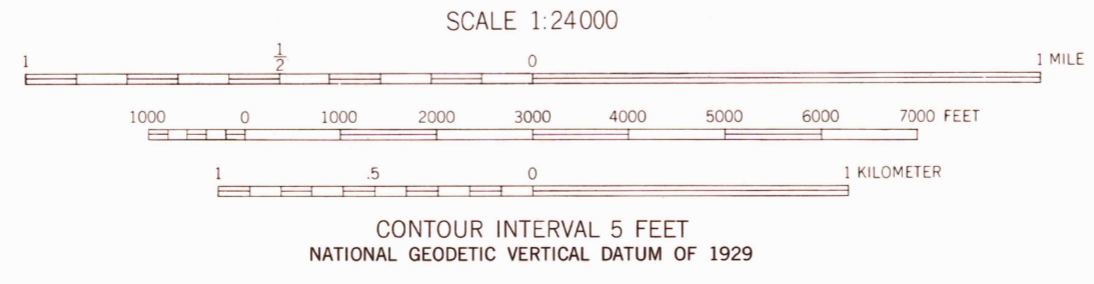 SCALE 1:24000
1 1/2 0 1 MILE
1000 0 1000 2000 3000 4000 5000 6000 7000 FEET
1 .5 0 1 KILOMETER
CONTOUR INTERVAL 5 FEET
NATIONAL GEODETIC VERTICAL DATUM OF 1929